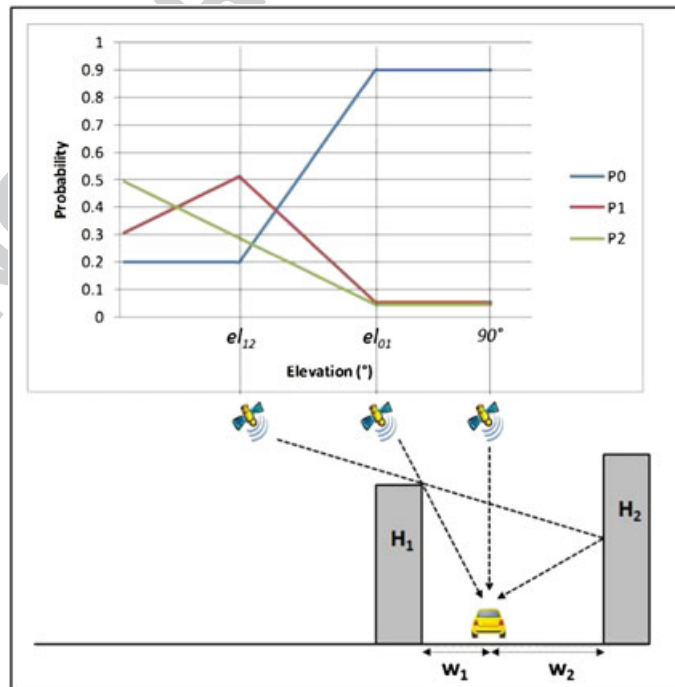 1
0.9
0.8
0.7
0.6
0.5
0.4
0.3
0.2
0.1
0
Probability
P0
P1
P2
el₁₂ el₀₁ 90°
Elevation (°)
H₁
H₂
w₁ w₂